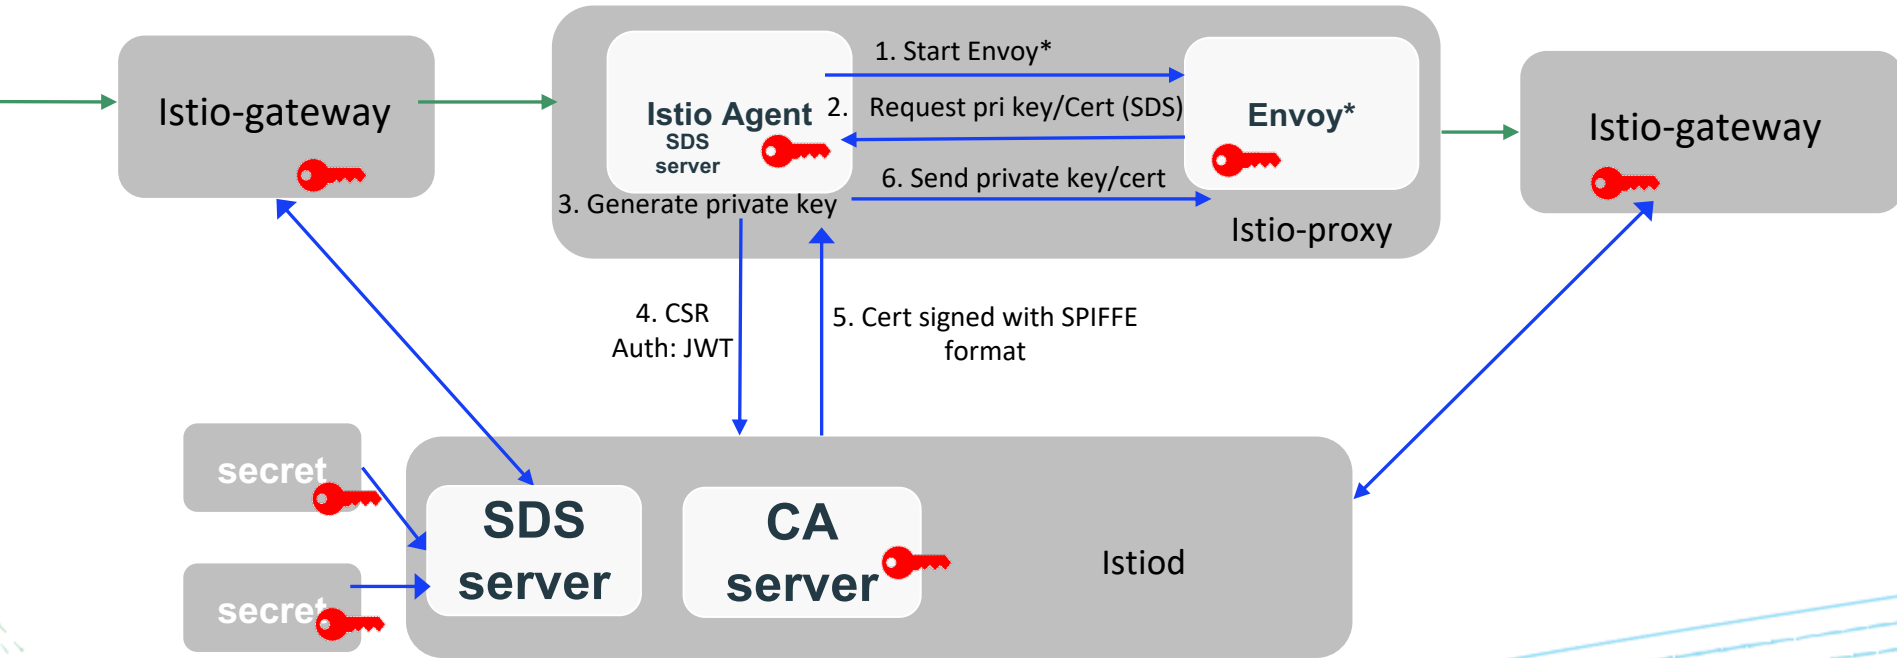 1. Start Envoy*
Istio-gateway
Istio Agent
SDS
server
2. Request pri key/Cert (SDS)
Envoy*
Istio-gateway
6. Send private key/cert
3. Generate private key
Istio-proxy
4. CSR
Auth: JWT
5. Cert signed with SPIFFE
format
secret
secret
SDS
server
CA
server
Istiod